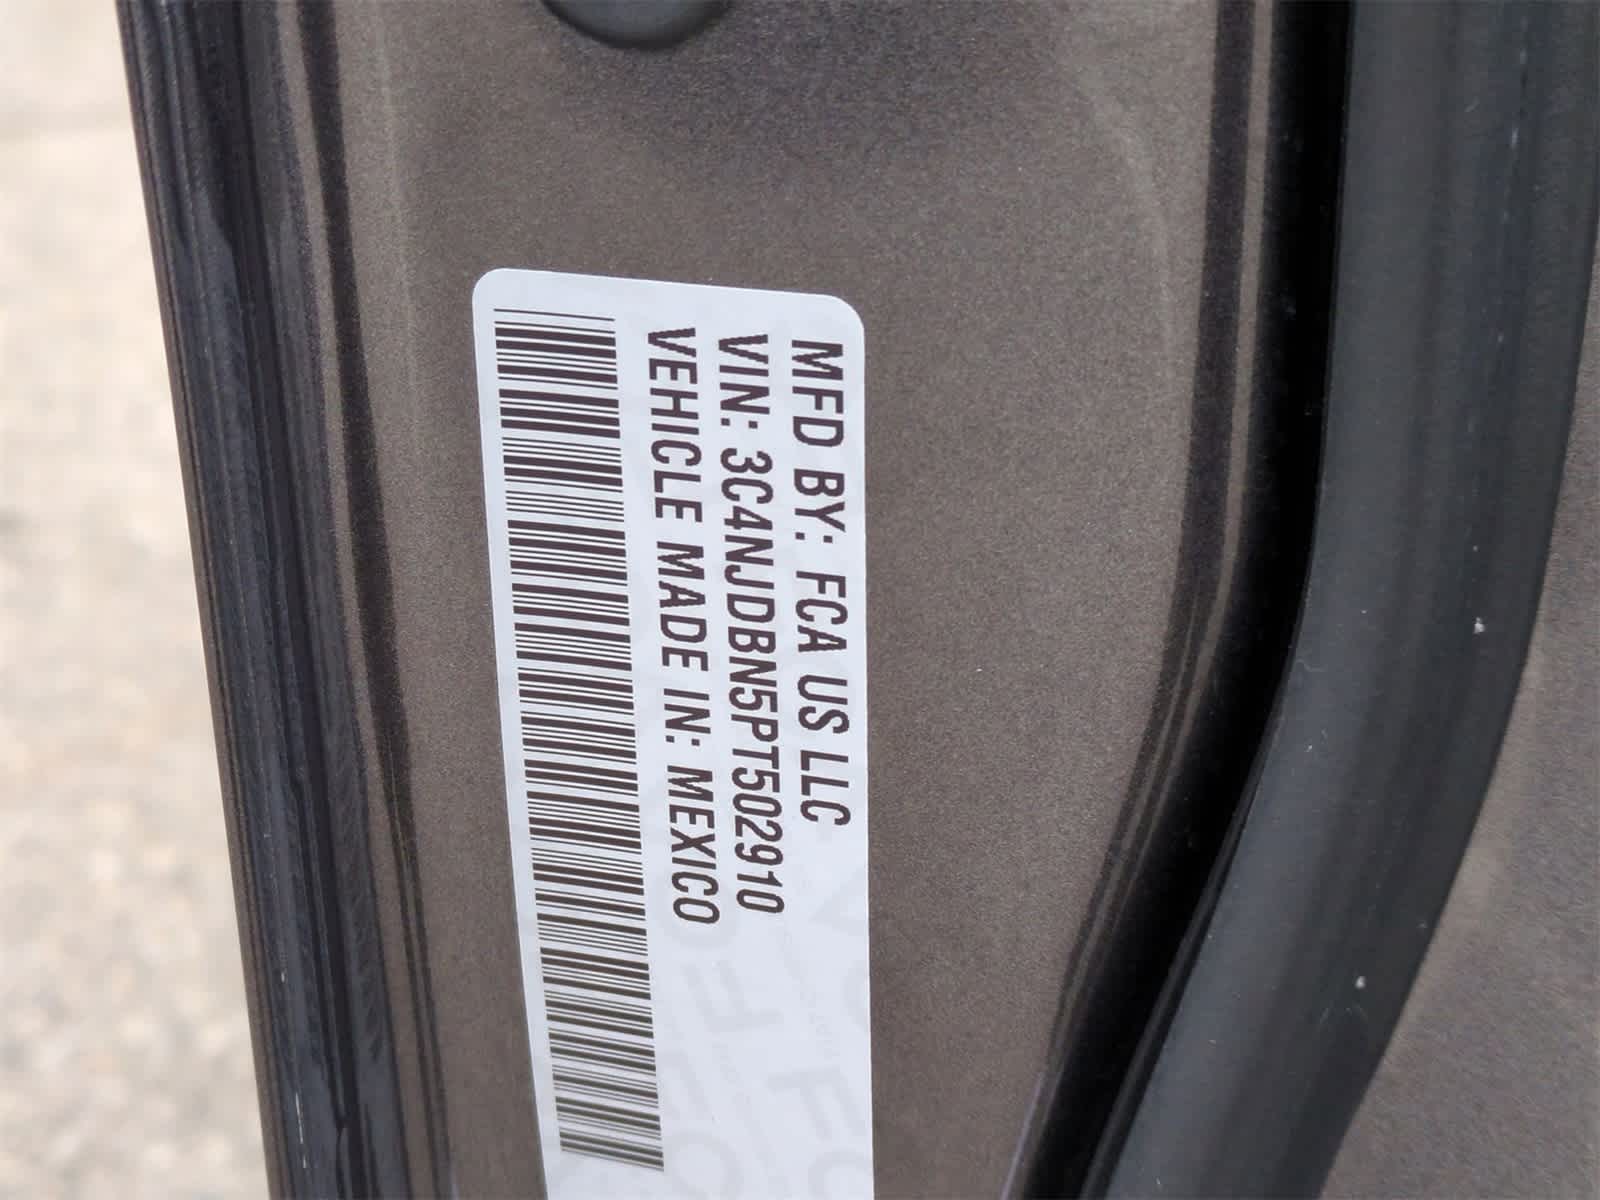 MFD BY: FCA US LLC
VIN: 3C4NJDBN5PT502910
VEHICLE MADE IN: MEXICO